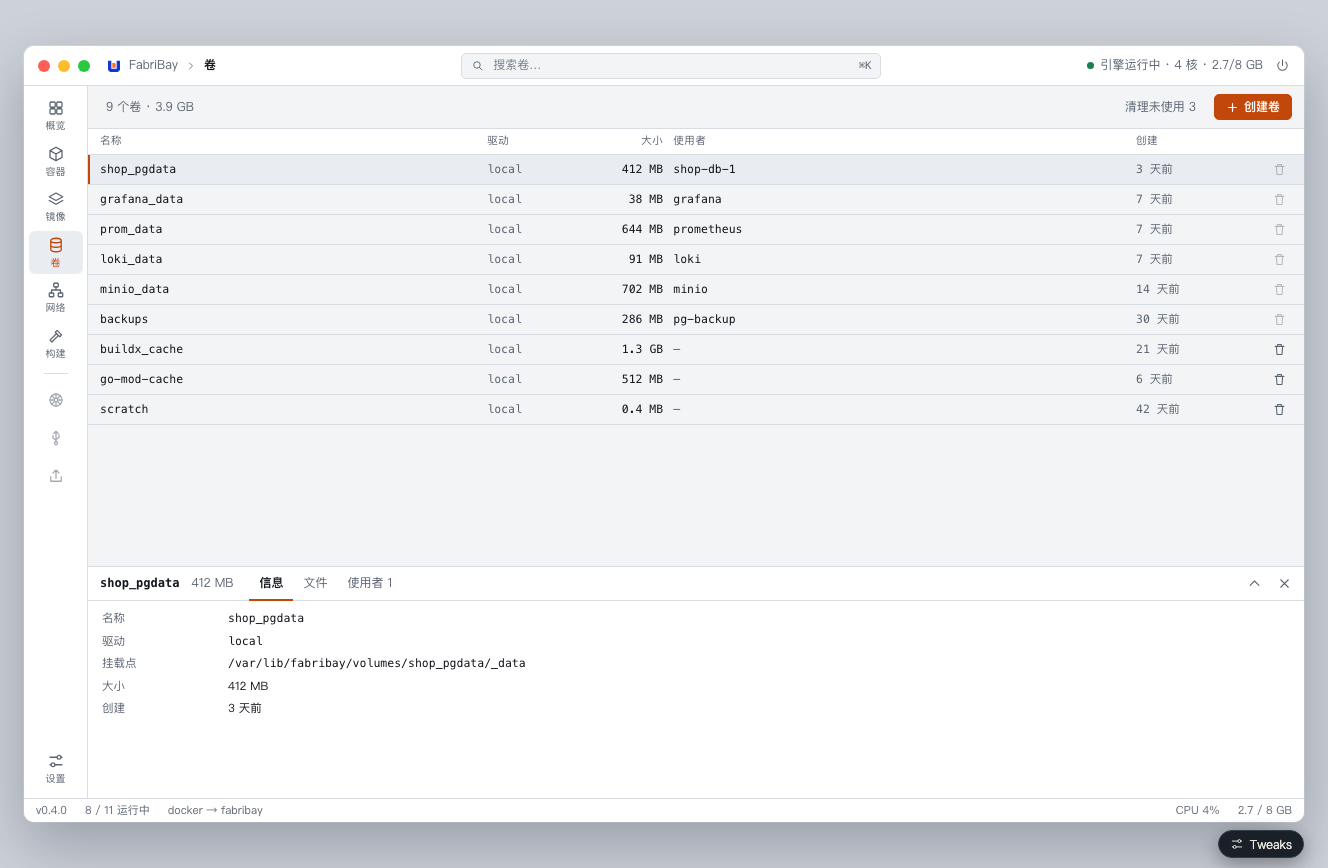 FabriBay > 卷
搜索卷… ⌘K
引擎运行中 · 4 核 · 2.7/8 GB
概览
容器
镜像
卷
网络
构建
设置
9 个卷 · 3.9 GB
清理未使用 3
+ 创建卷
名称 驱动 大小 使用者 创建
shop_pgdata local 412 MB shop-db-1 3 天前
grafana_data local 38 MB grafana 7 天前
prom_data local 644 MB prometheus 7 天前
loki_data local 91 MB loki 7 天前
minio_data local 702 MB minio 14 天前
backups local 286 MB pg-backup 30 天前
buildx_cache local 1.3 GB — 21 天前
go-mod-cache local 512 MB — 6 天前
scratch local 0.4 MB — 42 天前
shop_pgdata 412 MB 信息 文件 使用者 1
名称 shop_pgdata
驱动 local
挂载点 /var/lib/fabribay/volumes/shop_pgdata/_data
大小 412 MB
创建 3 天前
v0.4.0 8 / 11 运行中 docker → fabribay
CPU 4% 2.7 / 8 GB
Tweaks